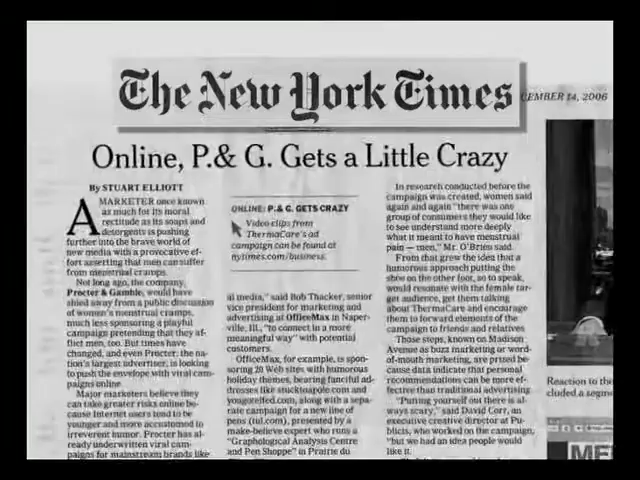 The New York Times
CEMBER 14, 2006
Online, P.& G. Gets a Little Crazy
By STUART ELLIOTT
A MARKETER once known
as much for its moral
rectitude as its soaps and
detergents is pushing
further into the brave world of
new media with a provocative ef-
fort asserting that men can suffer
from menstrual cramps.
Not long ago, the company,
Procter & Gamble, would have
shied away from a public discussion
of women's menstrual cramps,
much less sponsoring a playful
campaign pretending that they af-
flict men, too. But times have
changed, and even Procter, the na-
tion's largest advertiser, is looking
to push the envelope with viral cam-
paigns online.
Major marketers believe they
can take greater risks online be-
cause Internet users tend to be
younger and more accustomed to
irreverent humor. Procter has al-
ready underwritten viral cam-
paigns for mainstream brands like
ONLINE: P.& G. GETS CRAZY
Video clips from
ThermaCare's ad
campaign can be found at
nytimes.com/business.
al media," said Bob Thacker, senior
vice president for marketing and
advertising at OfficeMax in Naper-
ville, Ill., "to connect in a more
meaningful way" with potential
customers.
OfficeMax, for example, is spon-
soring 20 Web sites with humorous
holiday themes, bearing fanciful ad-
dresses like stucktoapole.com and
yougotelfed.com, along with a sepa-
rate campaign for a new line of
pens (tul.com), presented by a
make-believe expert who runs a
"Graphological Analysis Centre
and Pen Shoppe" in Prairie du
In research conducted before the
campaign was created, women said
again and again "there was one
group of consumers they would like
to see understand more deeply
what it meant to have menstrual
pain — men," Mr. O'Brien said.
From that grew the idea that a
humorous approach putting the
shoe on the other foot, so to speak,
would resonate with the female tar-
get audience, get them talking
about ThermaCare and encourage
them to forward elements of the
campaign to friends and relatives.
Those steps, known on Madison
Avenue as buzz marketing or word-
of-mouth marketing, are prized be-
cause data indicate that personal
recommendations can be more ef-
fective than traditional advertising.
"Putting yourself out there is al-
ways scary," said David Corr, an
executive creative director at Pu-
blicis, who worked on the campaign,
"but we had an idea people would
like it.
Reaction to the
cluded a segme
ME